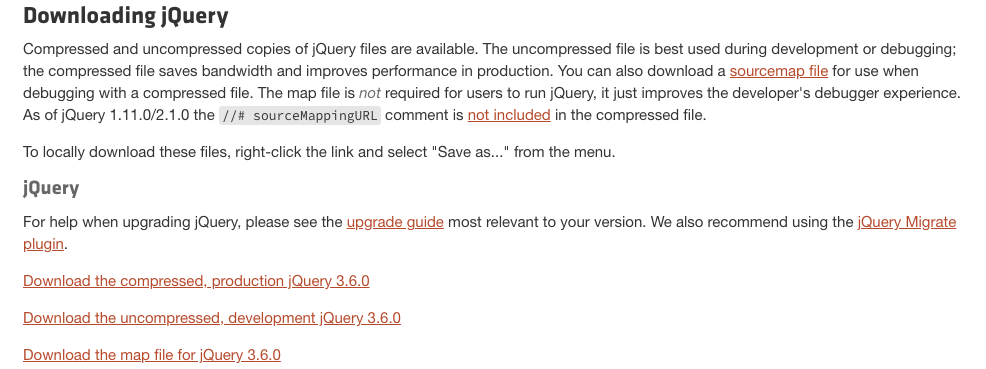 Downloading jQuery
Compressed and uncompressed copies of jQuery files are available. The uncompressed file is best used during development or debugging;
the compressed file saves bandwidth and improves performance in production. You can also download a sourcemap file for use when
debugging with a compressed file. The map file is not required for users to run jQuery, it just improves the developer's debugger experience.
As of jQuery 1.11.0/2.1.0 the //# sourceMappingURL comment is not included in the compressed file.
To locally download these files, right-click the link and select "Save as..." from the menu.
jQuery
For help when upgrading jQuery, please see the upgrade guide most relevant to your version. We also recommend using the jQuery Migrate
plugin.
Download the compressed, production jQuery 3.6.0
Download the uncompressed, development jQuery 3.6.0
Download the map file for jQuery 3.6.0